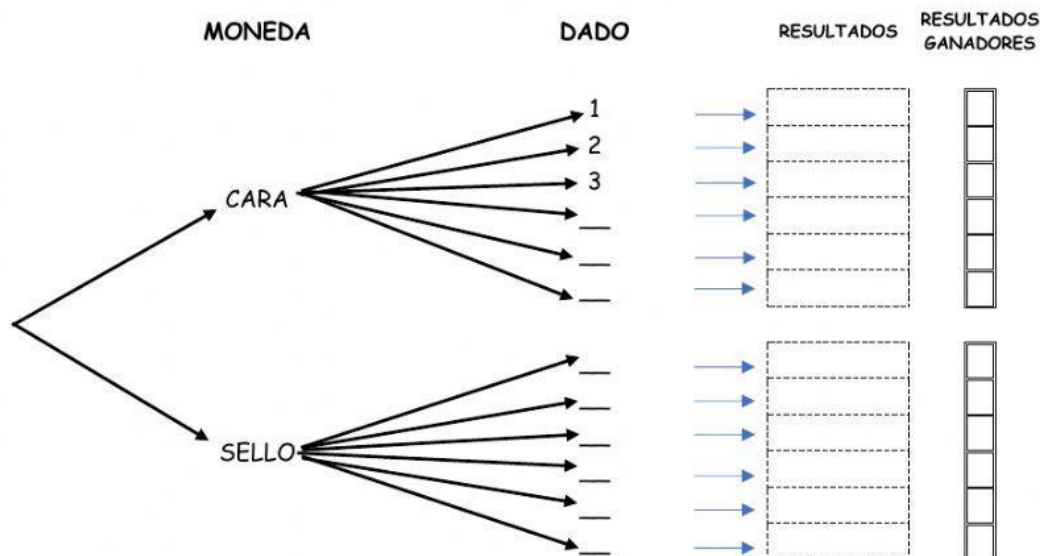 MONEDA DADO RESULTADOS RESULTADOS GANADORES
1
2
3
CARA
SELLO